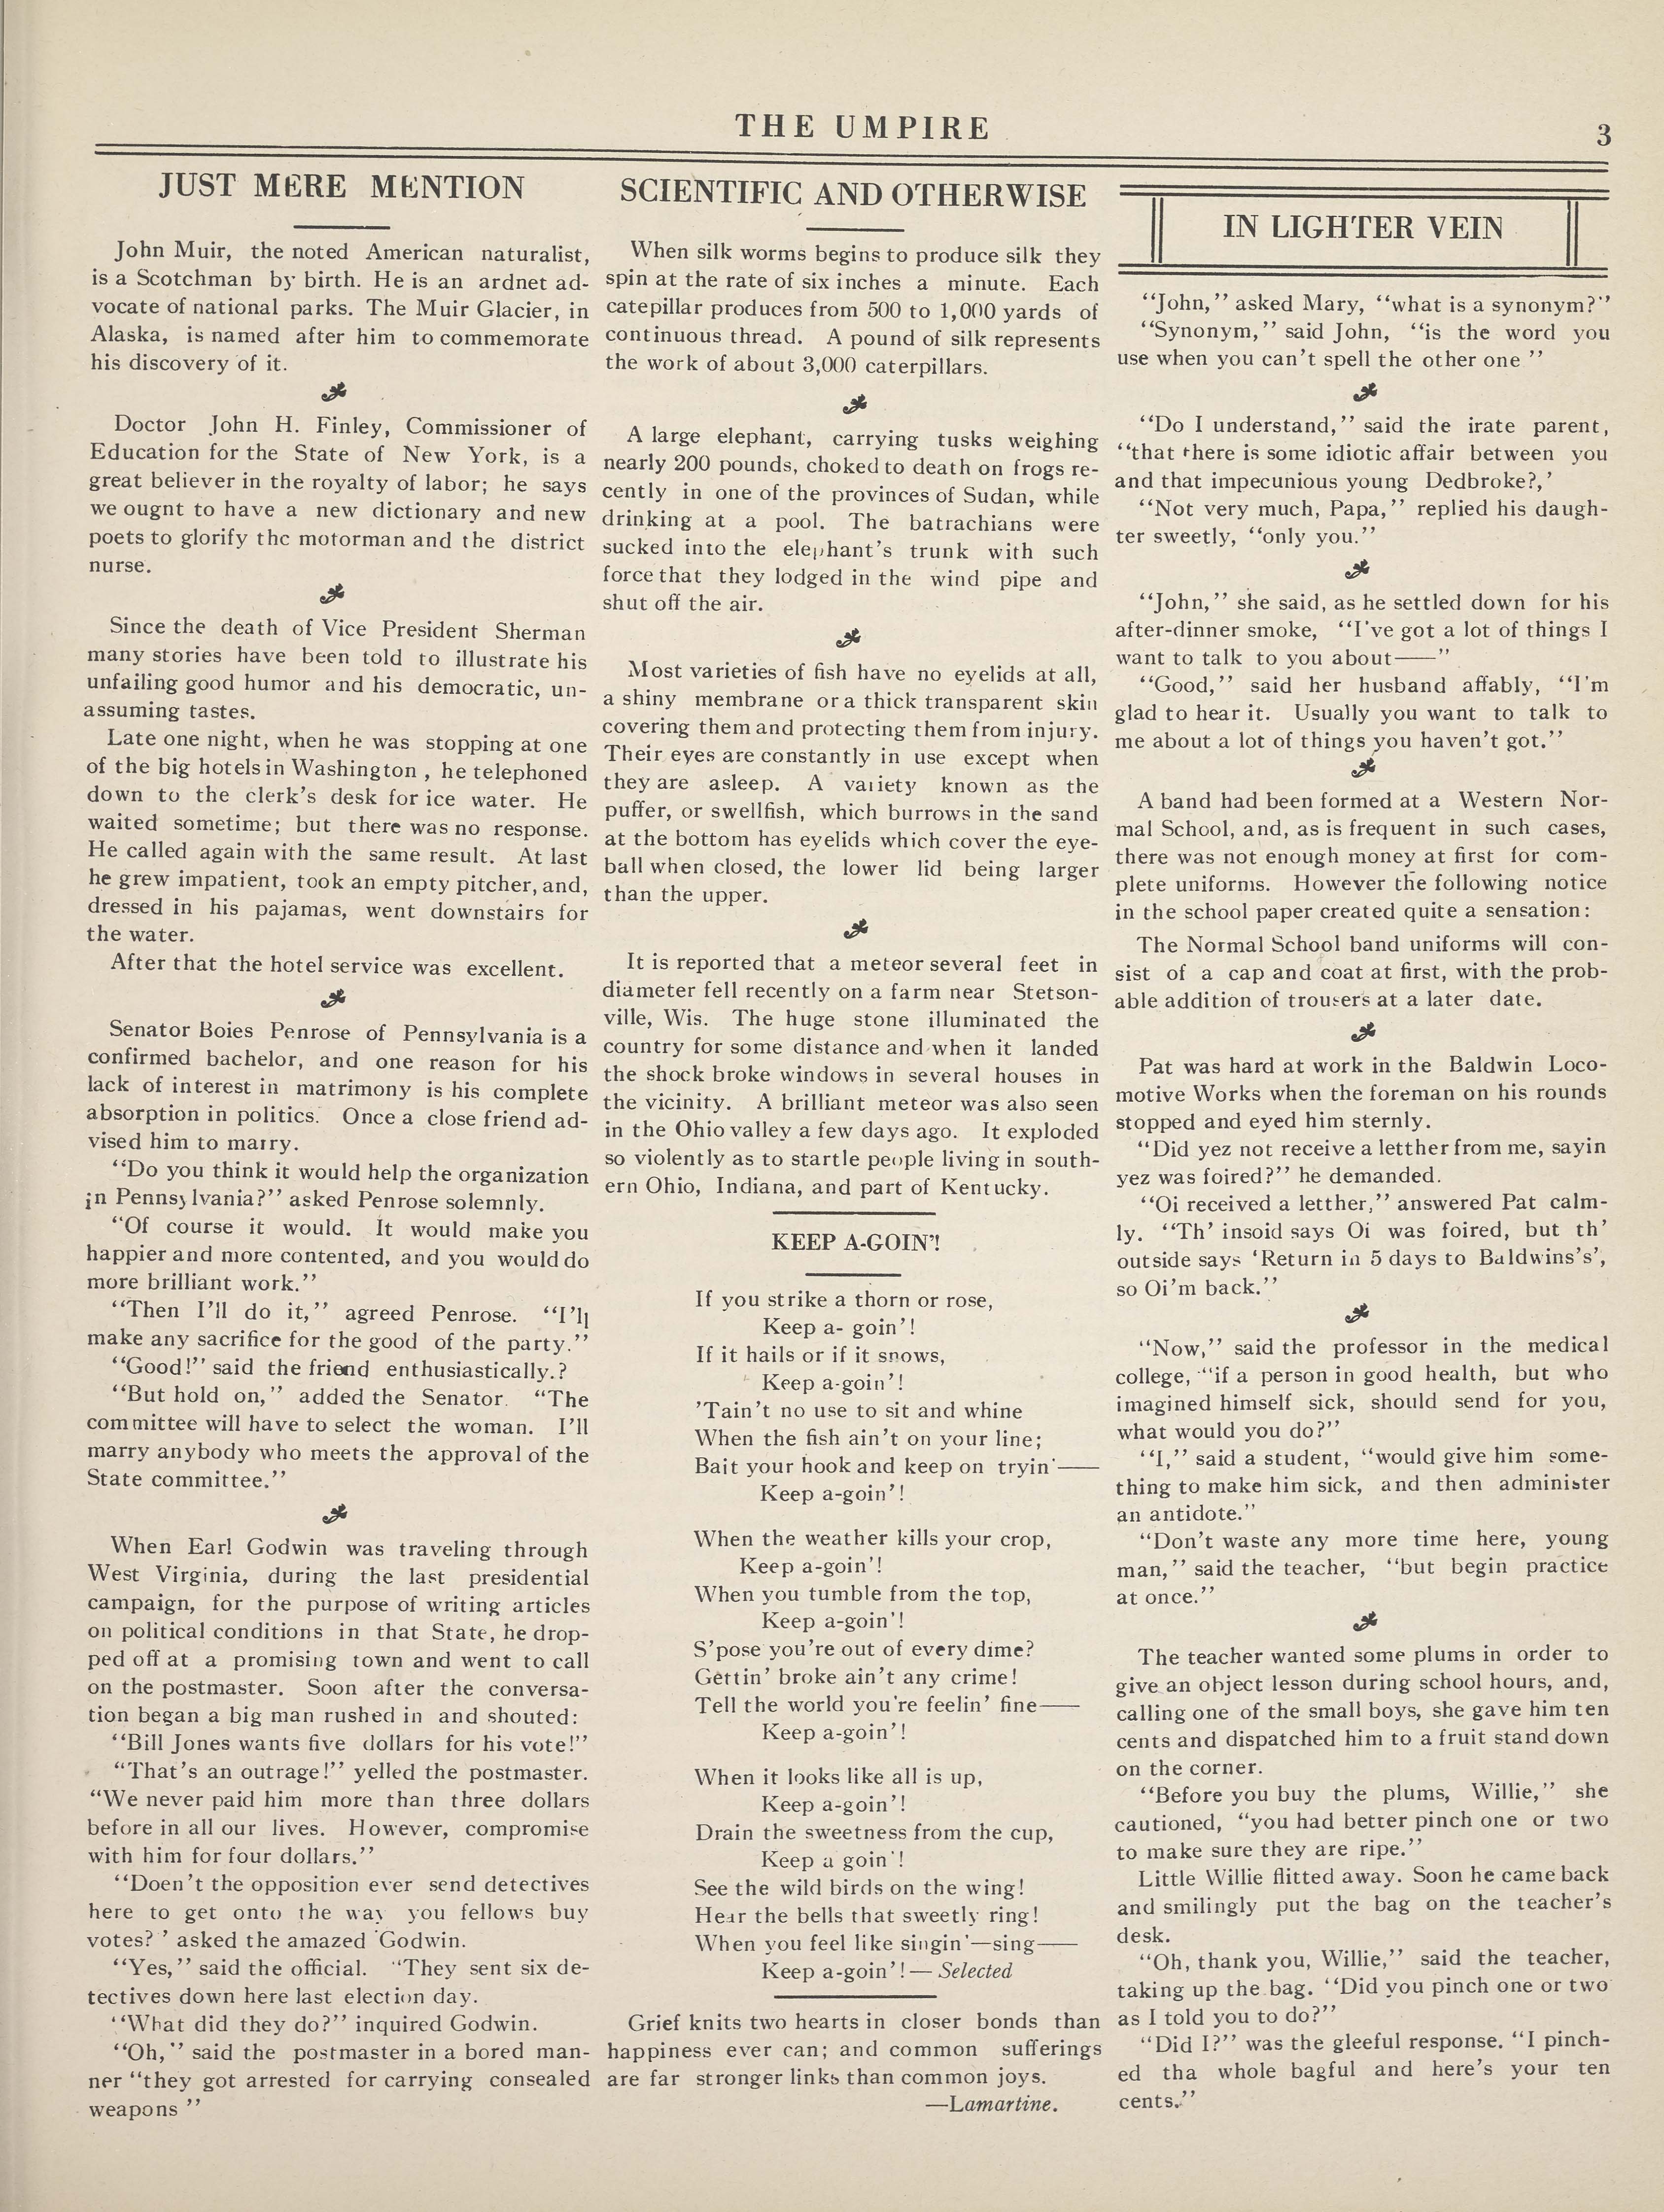 THE UMPIRE
3
JUST MERE MENTION
John Muir, the noted American naturalist,
is a Scotchman by birth. He is an ardnet ad-
vocate of national parks. The Muir Glacier, in
Alaska, is named after him to commemorate
his discovery of it.
Doctor John H. Finley, Commissioner of
Education for the State of New York, is a
great believer in the royalty of labor; he says
we ougnt to have a new dictionary and new
poets to glorify thc motorman and the district
nurse.
Since the death of Vice President Sherman
many stories have been told to illustrate his
unfailing good humor and his democratic, un-
assuming tastes.
Late one night, when he was stopping at one
of the big hotels in Washington , he telephoned
down to the clerk's desk for ice water. He
waited sometime; but there was no response.
He called again with the same result. At last
he grew impatient, took an empty pitcher, and,
dressed in his pajamas, went downstairs for
the water.
After that the hotel service was excellent.
Senator Boies Penrose of Pennsylvania is a
confirmed bachelor, and one reason for his
lack of interest in matrimony is his complete
absorption in politics. Once a close friend ad-
vised him to marry.
"Do you think it would help the organization
in Pennsylvania?" asked Penrose solemnly.
"Of course it would. It would make you
happier and more contented, and you would do
more brilliant work."
"Then I'll do it," agreed Penrose. "I'll
make any sacrifice for the good of the party."
"Good!" said the friend enthusiastically.?
"But hold on," added the Senator. "The
committee will have to select the woman. I'll
marry anybody who meets the approval of the
State committee."
When Earl Godwin was traveling through
West Virginia, during the last presidential
campaign, for the purpose of writing articles
on political conditions in that State, he drop-
ped off at a promising town and went to call
on the postmaster. Soon after the conversa-
tion began a big man rushed in and shouted:
"Bill Jones wants five dollars for his vote!"
"That's an outrage!" yelled the postmaster.
"We never paid him more than three dollars
before in all our lives. However, compromise
with him for four dollars."
"Doen't the opposition ever send detectives
here to get onto the way you fellows buy
votes? ' asked the amazed Godwin.
"Yes," said the official. "They sent six de-
tectives down here last election day.
"What did they do?" inquired Godwin.
"Oh," said the postmaster in a bored man-
ner "they got arrested for carrying consealed
weapons "
SCIENTIFIC AND OTHERWISE
When silk worms begins to produce silk they
spin at the rate of six inches a minute. Each
catepillar produces from 500 to 1,000 yards of
continuous thread. A pound of silk represents
the work of about 3,000 caterpillars.
A large elephant, carrying tusks weighing
nearly 200 pounds, choked to death on frogs re-
cently in one of the provinces of Sudan, while
drinking at a pool. The batrachians were
sucked into the elephant's trunk with such
force that they lodged in the wind pipe and
shut off the air.
Most varieties of fish have no eyelids at all,
a shiny membrane or a thick transparent skin
covering them and protecting them from injury.
Their eyes are constantly in use except when
they are asleep. A variety known as the
puffer, or swellfish, which burrows in the sand
at the bottom has eyelids which cover the eye-
ball when closed, the lower lid being larger
than the upper.
It is reported that a meteor several feet in
diameter fell recently on a farm near Stetson-
ville, Wis. The huge stone illuminated the
country for some distance and when it landed
the shock broke windows in several houses in
the vicinity. A brilliant meteor was also seen
in the Ohio valley a few days ago. It exploded
so violently as to startle people living in south-
ern Ohio, Indiana, and part of Kentucky.
KEEP A-GOIN'!
If you strike a thorn or rose,
Keep a- goin'!
If it hails or if it snows,
Keep a-goin'!
'Tain't no use to sit and whine
When the fish ain't on your line;
Bait your hook and keep on tryin'——
Keep a-goin'!
When the weather kills your crop,
Keep a-goin'!
When you tumble from the top,
Keep a-goin'!
S'pose you're out of every dime?
Gettin' broke ain't any crime!
Tell the world you're feelin' fine——
Keep a-goin'!
When it looks like all is up,
Keep a-goin'!
Drain the sweetness from the cup,
Keep a goin'!
See the wild birds on the wing!
Hear the bells that sweetly ring!
When you feel like singin'—sing——
Keep a-goin'!— Selected
Grief knits two hearts in closer bonds than
happiness ever can; and common sufferings
are far stronger links than common joys.
—Lamartine.
IN LIGHTER VEIN
"John," asked Mary, "what is a synonym?"
"Synonym," said John, "is the word you
use when you can't spell the other one "
"Do I understand," said the irate parent,
"that there is some idiotic affair between you
and that impecunious young Dedbroke?,'
"Not very much, Papa," replied his daugh-
ter sweetly, "only you."
"John," she said, as he settled down for his
after-dinner smoke, "I've got a lot of things I
want to talk to you about——"
"Good," said her husband affably, "I'm
glad to hear it. Usually you want to talk to
me about a lot of things you haven't got."
A band had been formed at a Western Nor-
mal School, and, as is frequent in such cases,
there was not enough money at first for com-
plete uniforms. However the following notice
in the school paper created quite a sensation:
The Normal School band uniforms will con-
sist of a cap and coat at first, with the prob-
able addition of trousers at a later date.
Pat was hard at work in the Baldwin Loco-
motive Works when the foreman on his rounds
stopped and eyed him sternly.
"Did yez not receive a letther from me, sayin
yez was foired?" he demanded.
"Oi received a letther," answered Pat calm-
ly. "Th' insoid says Oi was foired, but th'
outside says 'Return in 5 days to Baldwins's',
so Oi'm back."
"Now," said the professor in the medical
college, "if a person in good health, but who
imagined himself sick, should send for you,
what would you do?"
"I," said a student, "would give him some-
thing to make him sick, and then administer
an antidote."
"Don't waste any more time here, young
man," said the teacher, "but begin practice
at once."
The teacher wanted some plums in order to
give an object lesson during school hours, and,
calling one of the small boys, she gave him ten
cents and dispatched him to a fruit stand down
on the corner.
"Before you buy the plums, Willie," she
cautioned, "you had better pinch one or two
to make sure they are ripe."
Little Willie flitted away. Soon he came back
and smilingly put the bag on the teacher's
desk.
"Oh, thank you, Willie," said the teacher,
taking up the bag. "Did you pinch one or two
as I told you to do?"
"Did I?" was the gleeful response. "I pinch-
ed tha whole bagful and here's your ten
cents."